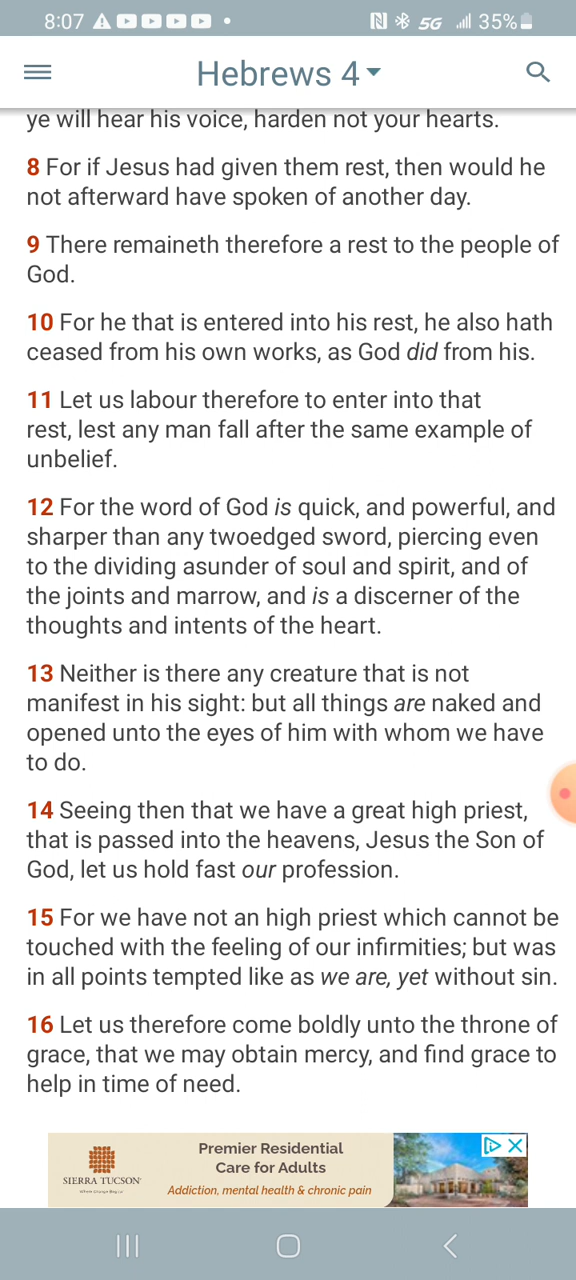 8:07
5G
35%
Hebrews 4
ye will hear his voice, harden not your hearts.
8 For if Jesus had given them rest, then would he
not afterward have spoken of another day.
9 There remaineth therefore a rest to the people of
God.
10 For he that is entered into his rest, he also hath
ceased from his own works, as God did from his.
11 Let us labour therefore to enter into that
rest, lest any man fall after the same example of
unbelief.
12 For the word of God is quick, and powerful, and
sharper than any twoedged sword, piercing even
to the dividing asunder of soul and spirit, and of
the joints and marrow, and is a discerner of the
thoughts and intents of the heart.
13 Neither is there any creature that is not
manifest in his sight: but all things are naked and
opened unto the eyes of him with whom we have
to do.
14 Seeing then that we have a great high priest,
that is passed into the heavens, Jesus the Son of
God, let us hold fast our profession.
15 For we have not an high priest which cannot be
touched with the feeling of our infirmities; but was
in all points tempted like as we are, yet without sin.
16 Let us therefore come boldly unto the throne of
grace, that we may obtain mercy, and find grace to
help in time of need.
SIERRA TUCSON
Where Change Begins
Premier Residential
Care for Adults
Addiction, mental health & chronic pain